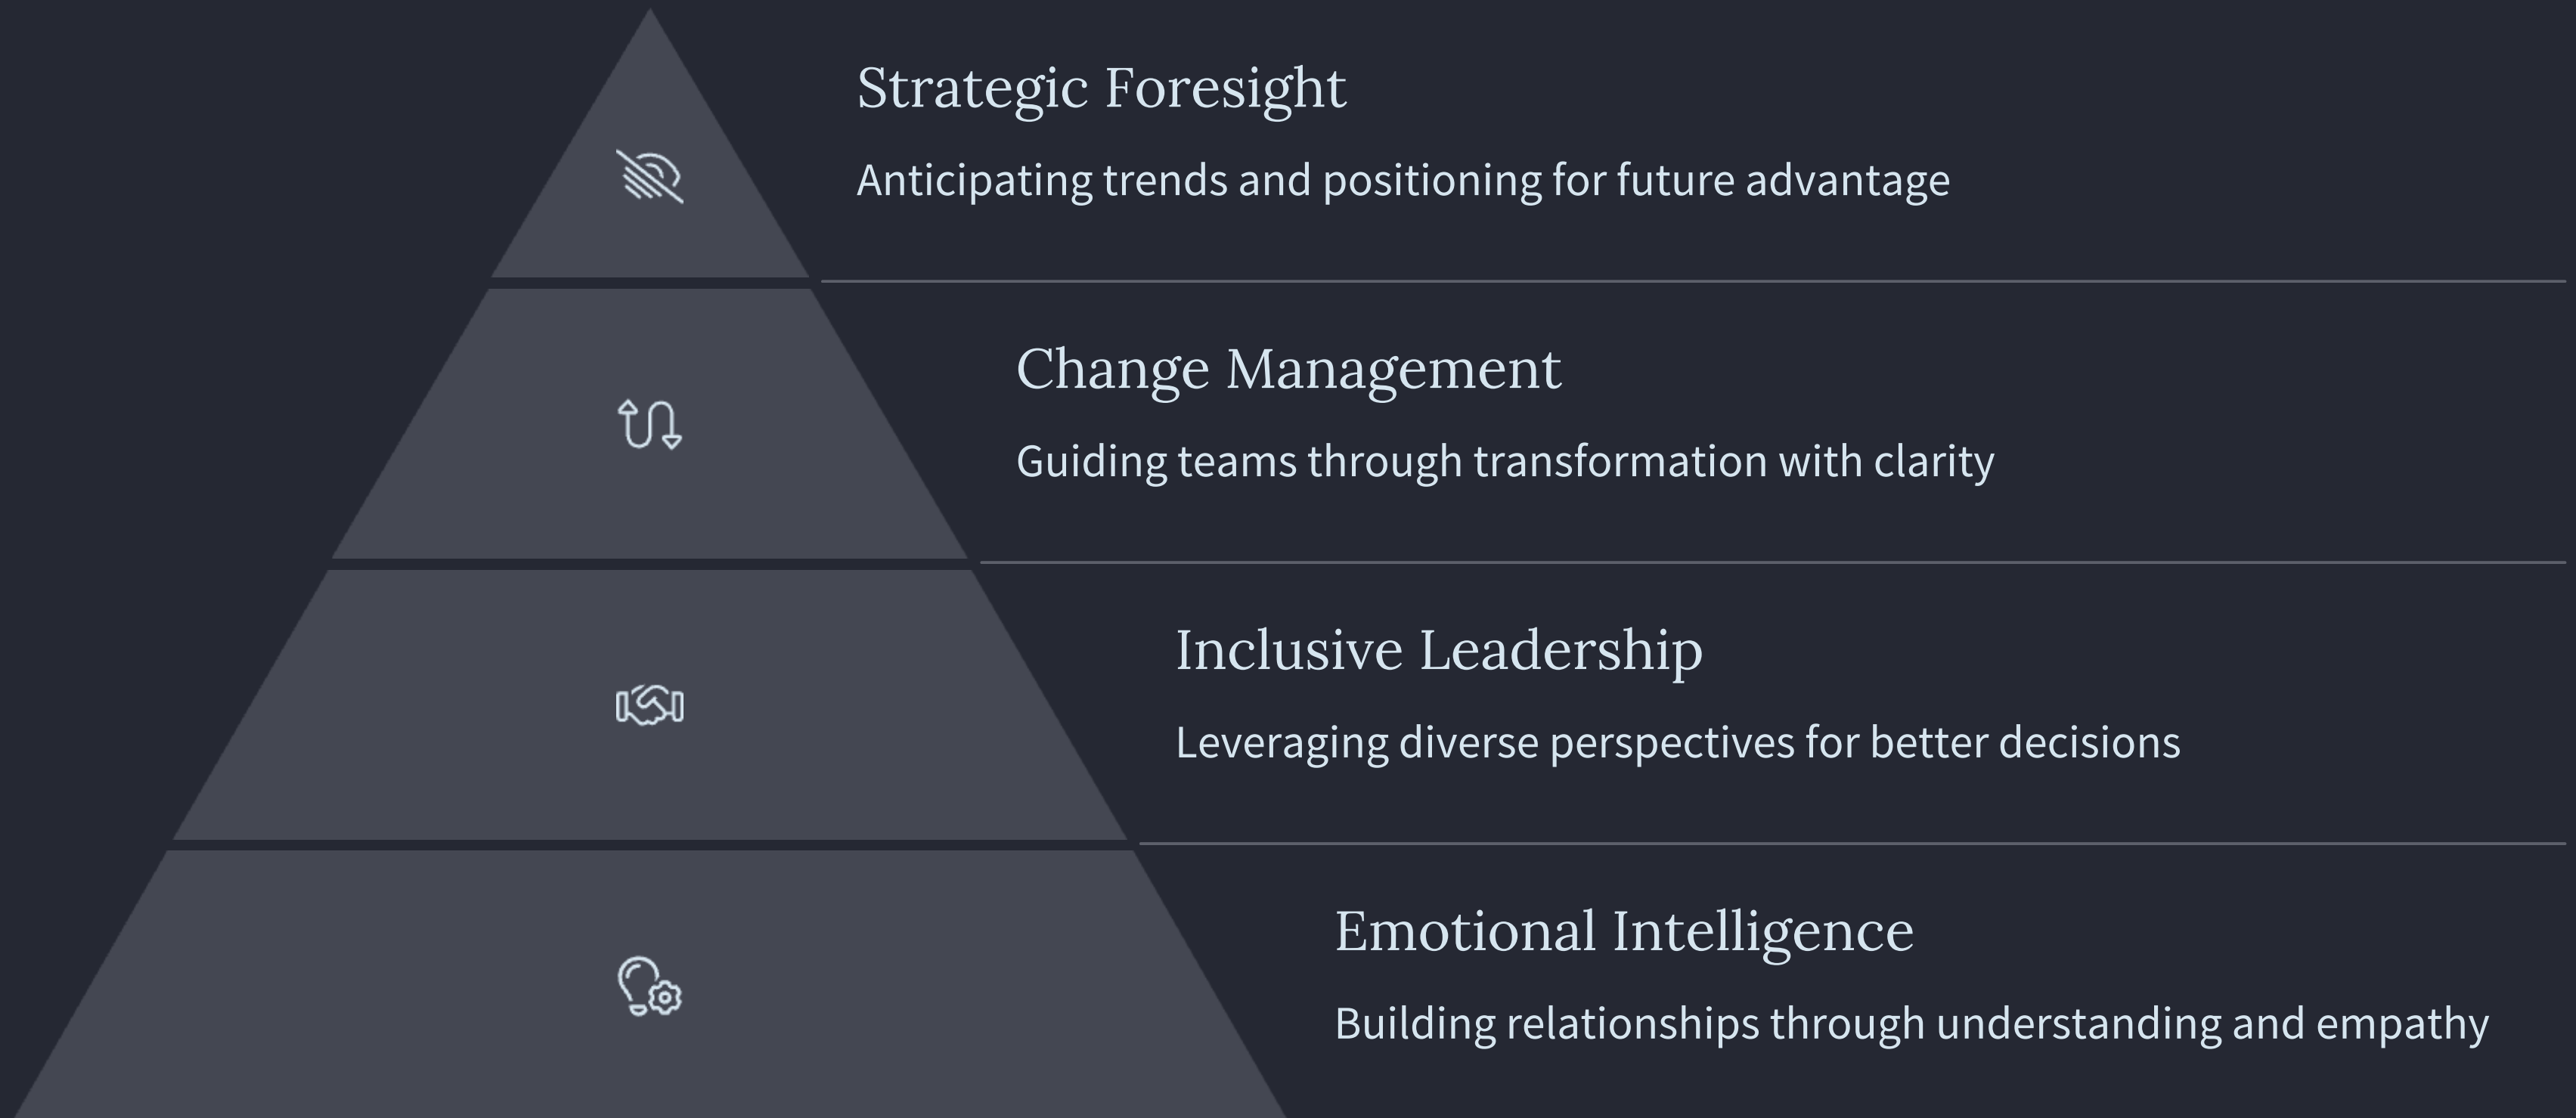 Strategic Foresight
Anticipating trends and positioning for future advantage
Change Management
Guiding teams through transformation with clarity
Inclusive Leadership
Leveraging diverse perspectives for better decisions
Emotional Intelligence
Building relationships through understanding and empathy